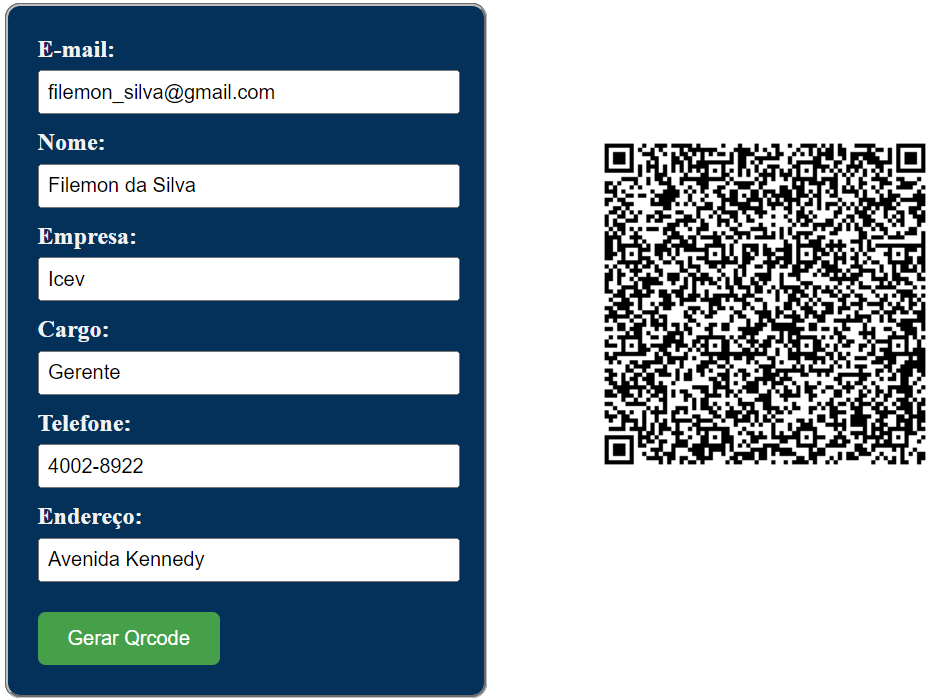 E-mail:
filemon_silva@gmail.com
Nome:
Filemon da Silva
Empresa:
Icev
Cargo:
Gerente
Telefone:
4002-8922
Endereço:
Avenida Kennedy
Gerar Qrcode